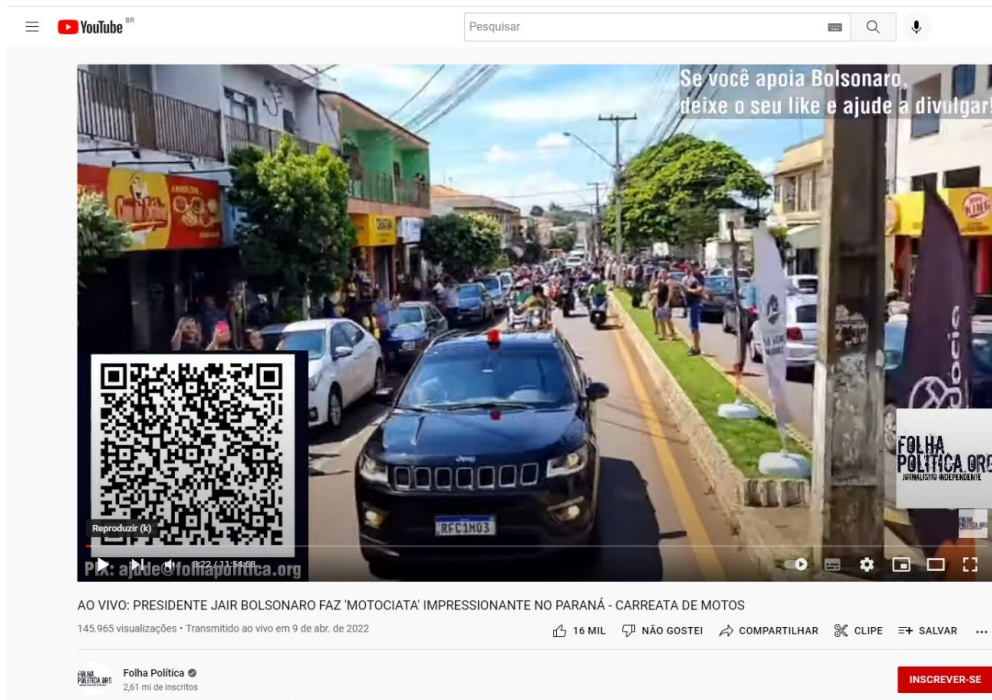 YouTube BR
Pesquisar
Se você apoia Bolsonaro,
deixe o seu like e ajude a divulgar!
Jeep
RFC1H03
FOLHA
POLÍTICA.ORG
JORNALISMO INDEPENDENTE
Reproduzir (k)
PIX: ajude@folhapolitica.org
AO VIVO: PRESIDENTE JAIR BOLSONARO FAZ 'MOTOCIATA' IMPRESSIONANTE NO PARANÁ - CARREATA DE MOTOS
145.965 visualizações • Transmitido ao vivo em 9 de abr. de 2022
16 MIL NÃO GOSTEI COMPARTILHAR CLIPE SALVAR
Folha Política
2,61 mi de inscritos
INSCREVER-SE